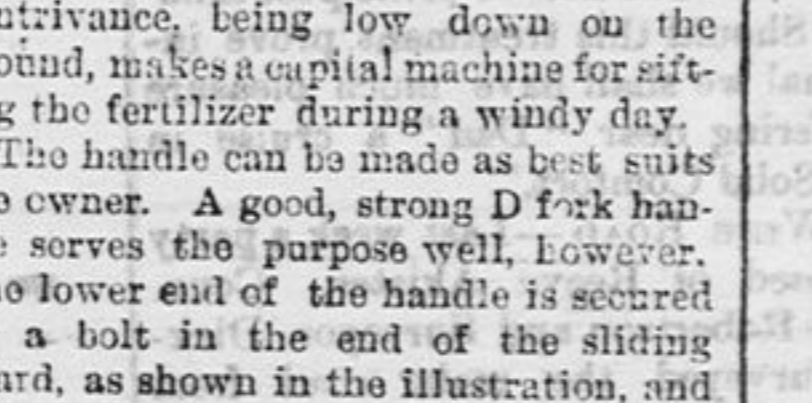 ntrivance, being low down on the
ound, makes a capital machine for sift-
g the fertilizer during a windy day.
The handle can be made as best suits
e owner. A good, strong D fork han-
e serves the purpose well, however.
he lower end of the handle is secured
a bolt in the end of the sliding
ard, as shown in the illustration, and